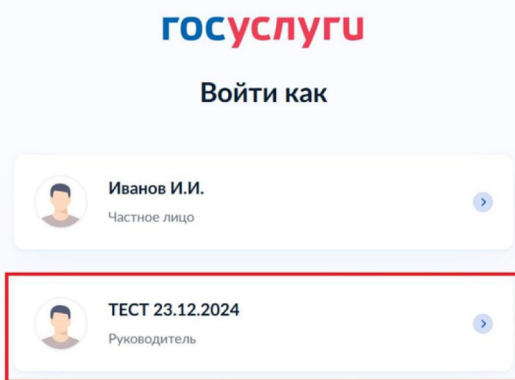 госуслуги
Войти как
Иванов И.И.
Частное лицо
ТЕСТ 23.12.2024
Руководитель